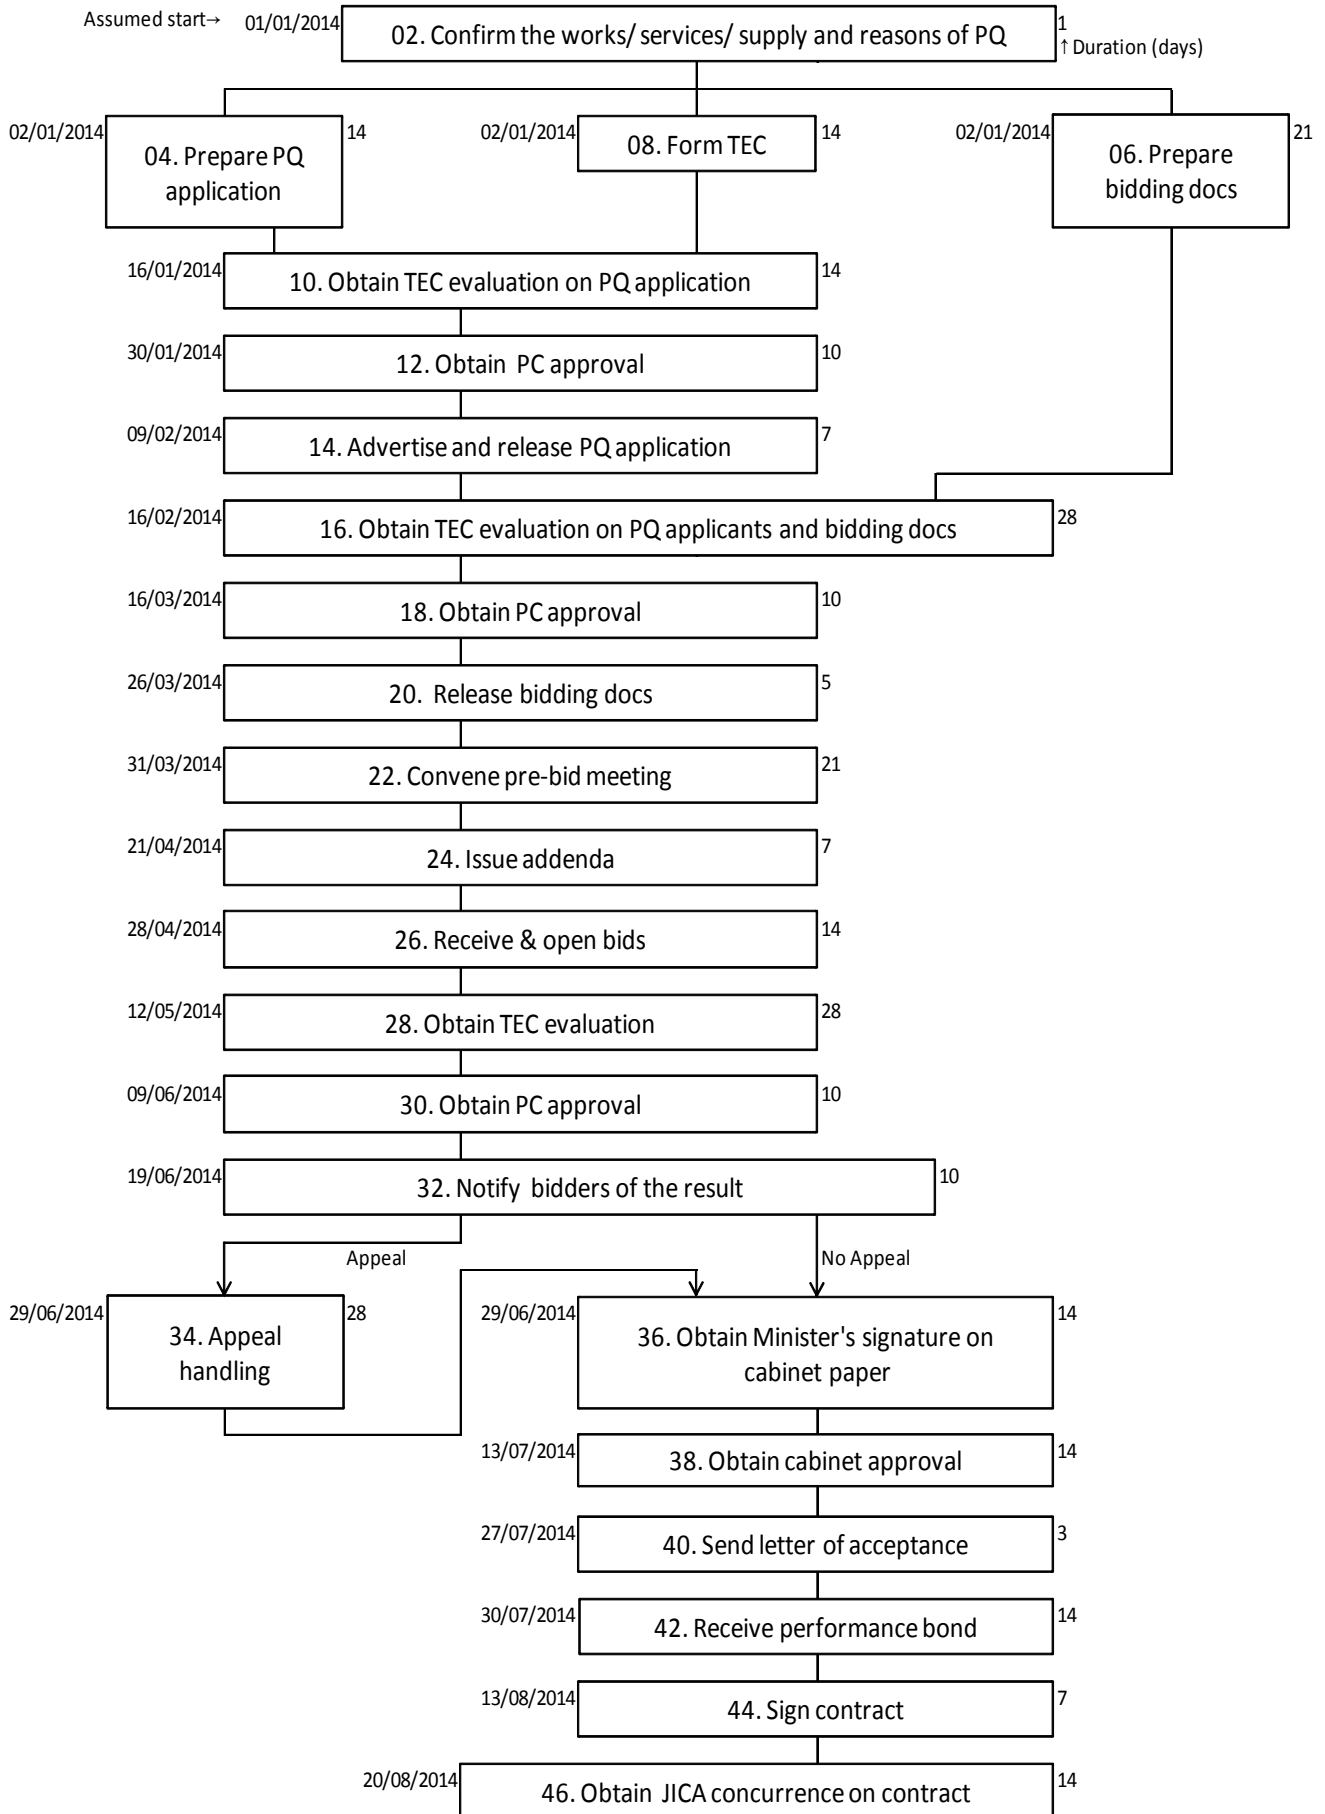 Assumed start→ 01/01/2014 02. Confirm the works/ services/ supply and reasons of PQ 1
↑ Duration (days)
02/01/2014 04. Prepare PQ application 14
02/01/2014 08. Form TEC 14
02/01/2014 06. Prepare bidding docs 21
16/01/2014 10. Obtain TEC evaluation on PQ application 14
30/01/2014 12. Obtain PC approval 10
09/02/2014 14. Advertise and release PQ application 7
16/02/2014 16. Obtain TEC evaluation on PQ applicants and bidding docs 28
16/03/2014 18. Obtain PC approval 10
26/03/2014 20. Release bidding docs 5
31/03/2014 22. Convene pre-bid meeting 21
21/04/2014 24. Issue addenda 7
28/04/2014 26. Receive & open bids 14
12/05/2014 28. Obtain TEC evaluation 28
09/06/2014 30. Obtain PC approval 10
19/06/2014 32. Notify bidders of the result 10
Appeal
No Appeal
29/06/2014 34. Appeal handling 28
29/06/2014 36. Obtain Minister's signature on cabinet paper 14
13/07/2014 38. Obtain cabinet approval 14
27/07/2014 40. Send letter of acceptance 3
30/07/2014 42. Receive performance bond 14
13/08/2014 44. Sign contract 7
20/08/2014 46. Obtain JICA concurrence on contract 14